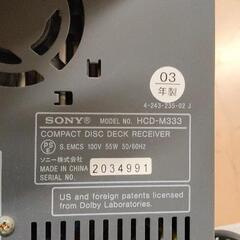 03
年製
4-243-235-02 J
SONY® MODEL NO. HCD-M333
COMPACT DISC DECK RECEIVER
PSE S.EMCS 100V 55W 50/60Hz
ソニー株式会社
MADE IN CHINA 2034991
SERIAL NO.
US and foreign patents licensed
from Dolby Laboratories.